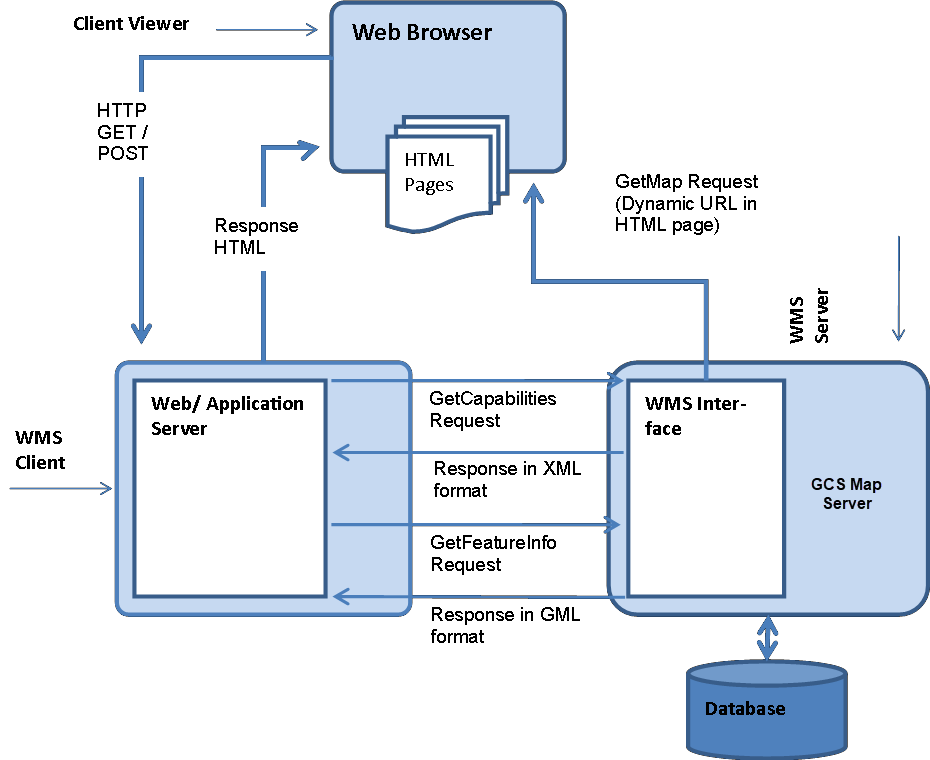 Client Viewer
Web Browser
HTTP
GET /
POST
HTML
Pages
GetMap Request
(Dynamic URL in
HTML page)
Response
HTML
WMS
Server
Web/ Application
Server
GetCapabilities
Request
WMS Inter-
face
WMS
Client
Response in XML
format
GCS Map
Server
GetFeatureInfo
Request
Response in GML
format
Database